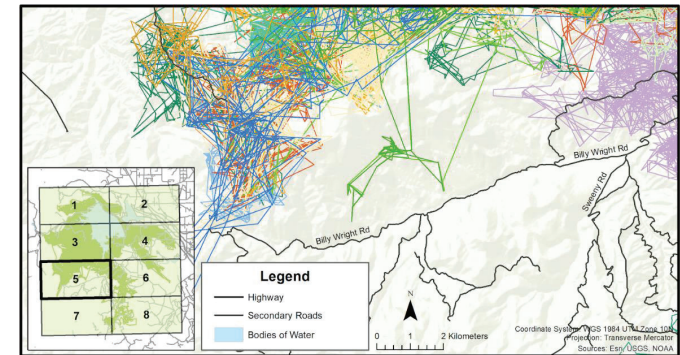 Billy Wright Rd
Sweeny Rd
Billy Wright Rd
1
2
3
4
5
6
7
8
Legend
Highway
Secondary Roads
Bodies of Water
N
0 1 2 Kilometers
Coordinate System: WGS 1984 UTM Zone 10N
Projection: Transverse Mercator
Sources: Esri, USGS, NOAA